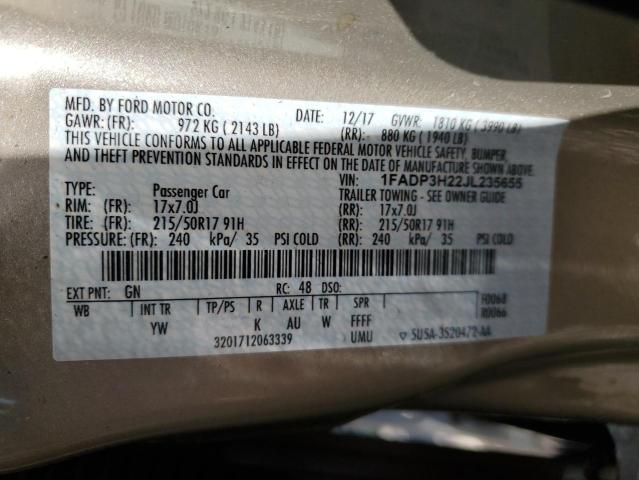 MFD. BY FORD MOTOR CO. DATE: 12/17 GVWR: 1810 KG ( 3990 LB)
GAWR: (FR): 972 KG ( 2143 LB) (RR): 880 KG ( 1940 LB)
THIS VEHICLE CONFORMS TO ALL APPLICABLE FEDERAL MOTOR VEHICLE SAFETY, BUMPER,
AND THEFT PREVENTION STANDARDS IN EFFECT ON THE DATE OF MANUFACTURE SHOWN ABOVE.
VIN: 1FADP3H22JL235655
TYPE: Passenger Car TRAILER TOWING - SEE OWNER GUIDE
RIM: (FR) 17x7.0J (RR): 17x7.0J
TIRE: (FR) 215/50R17 91H (RR): 215/50R17 91H
PRESSURE: (FR) 240 kPa/ 35 PSI COLD (RR): 240 kPa/ 35 PSI COLD
EXT PNT: GN RC: 48 DSO: F0068
WB INT TR TP/PS R AXLE TR SPR R0066
YW K AU W FFFF
3201712063339 UMU ▽ 5U5A-3520472-AA